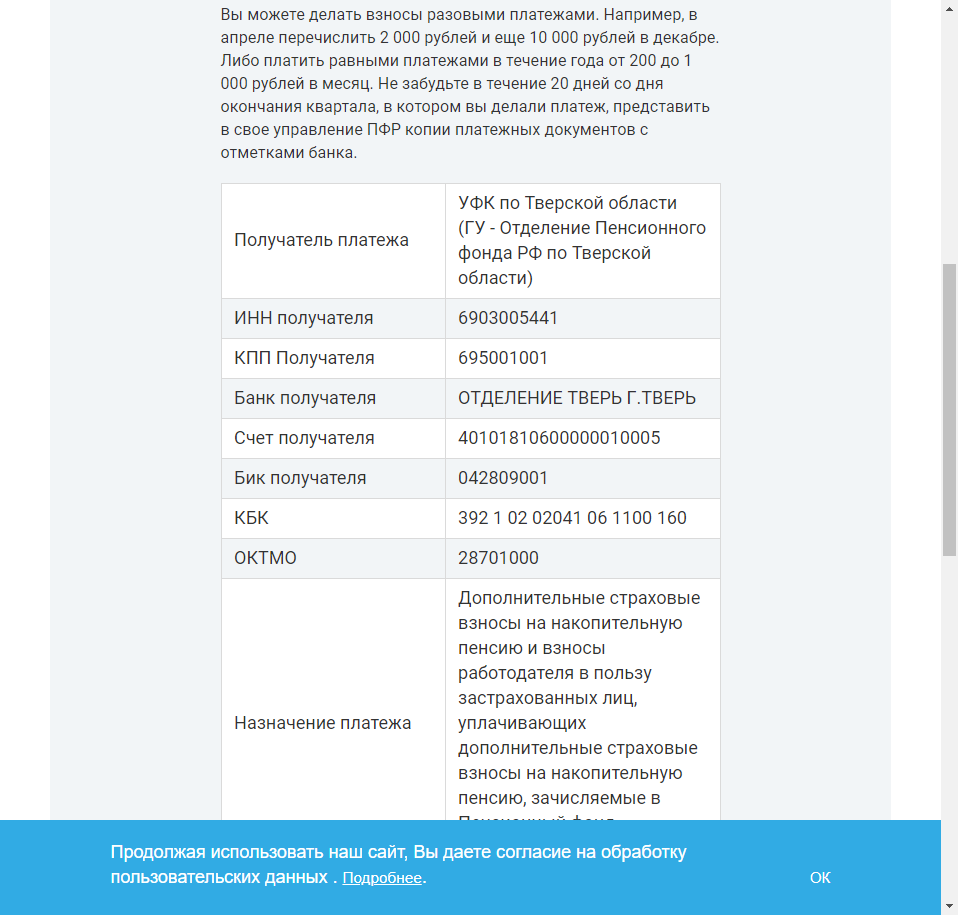 Вы можете делать взносы разовыми платежами. Например, в
апреле перечислить 2 000 рублей и еще 10 000 рублей в декабре.
Либо платить равными платежами в течение года от 200 до 1
000 рублей в месяц. Не забудьте в течение 20 дней со дня
окончания квартала, в котором вы делали платеж, представить
в свое управление ПФР копии платежных документов с
отметками банка.
Получатель платежа
УФК по Тверской области
(ГУ - Отделение Пенсионного
фонда РФ по Тверской
области)
ИНН получателя 6903005441
КПП Получателя 695001001
Банк получателя ОТДЕЛЕНИЕ ТВЕРЬ Г.ТВЕРЬ
Счет получателя 40101810600000010005
Бик получателя 042809001
КБК 392 1 02 02041 06 1100 160
ОКТМО 28701000
Назначение платежа
Дополнительные страховые
взносы на накопительную
пенсию и взносы
работодателя в пользу
застрахованных лиц,
уплачивающих
дополнительные страховые
взносы на накопительную
пенсию, зачисляемые в
Продолжая использовать наш сайт, Вы даете согласие на обработку
пользовательских данных . Подробнее.
ОК